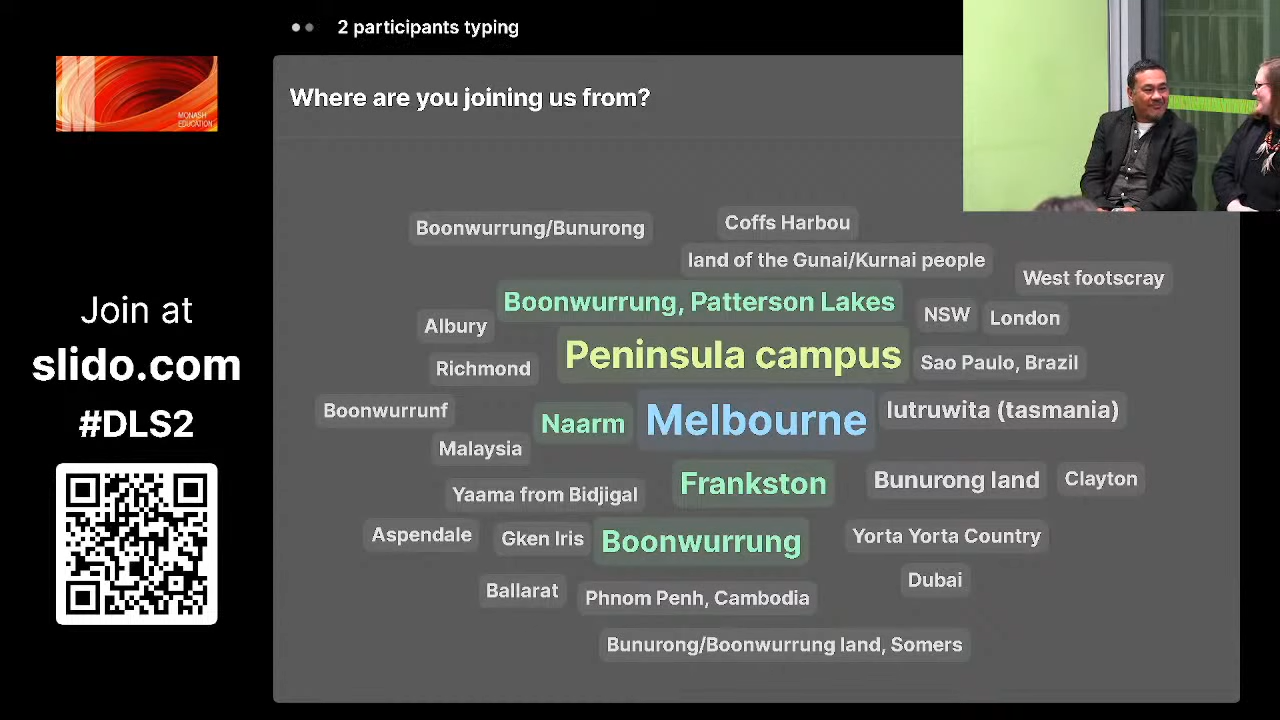 2 participants typing
MONASH
EDUCATION
Where are you joining us from?
Boonwurrung/Bunurong
Coffs Harbou
land of the Gunai/Kurnai people
West footscray
Boonwurrung, Patterson Lakes
NSW
London
Albury
Peninsula campus
Sao Paulo, Brazil
Richmond
Boonwurrunf
Naarm
Melbourne
lutruwita (tasmania)
Malaysia
Frankston
Bunurong land
Clayton
Yaama from Bidjigal
Aspendale
Gken Iris
Boonwurrung
Yorta Yorta Country
Dubai
Ballarat
Phnom Penh, Cambodia
Bunurong/Boonwurrung land, Somers
Join at
slido.com
#DLS2